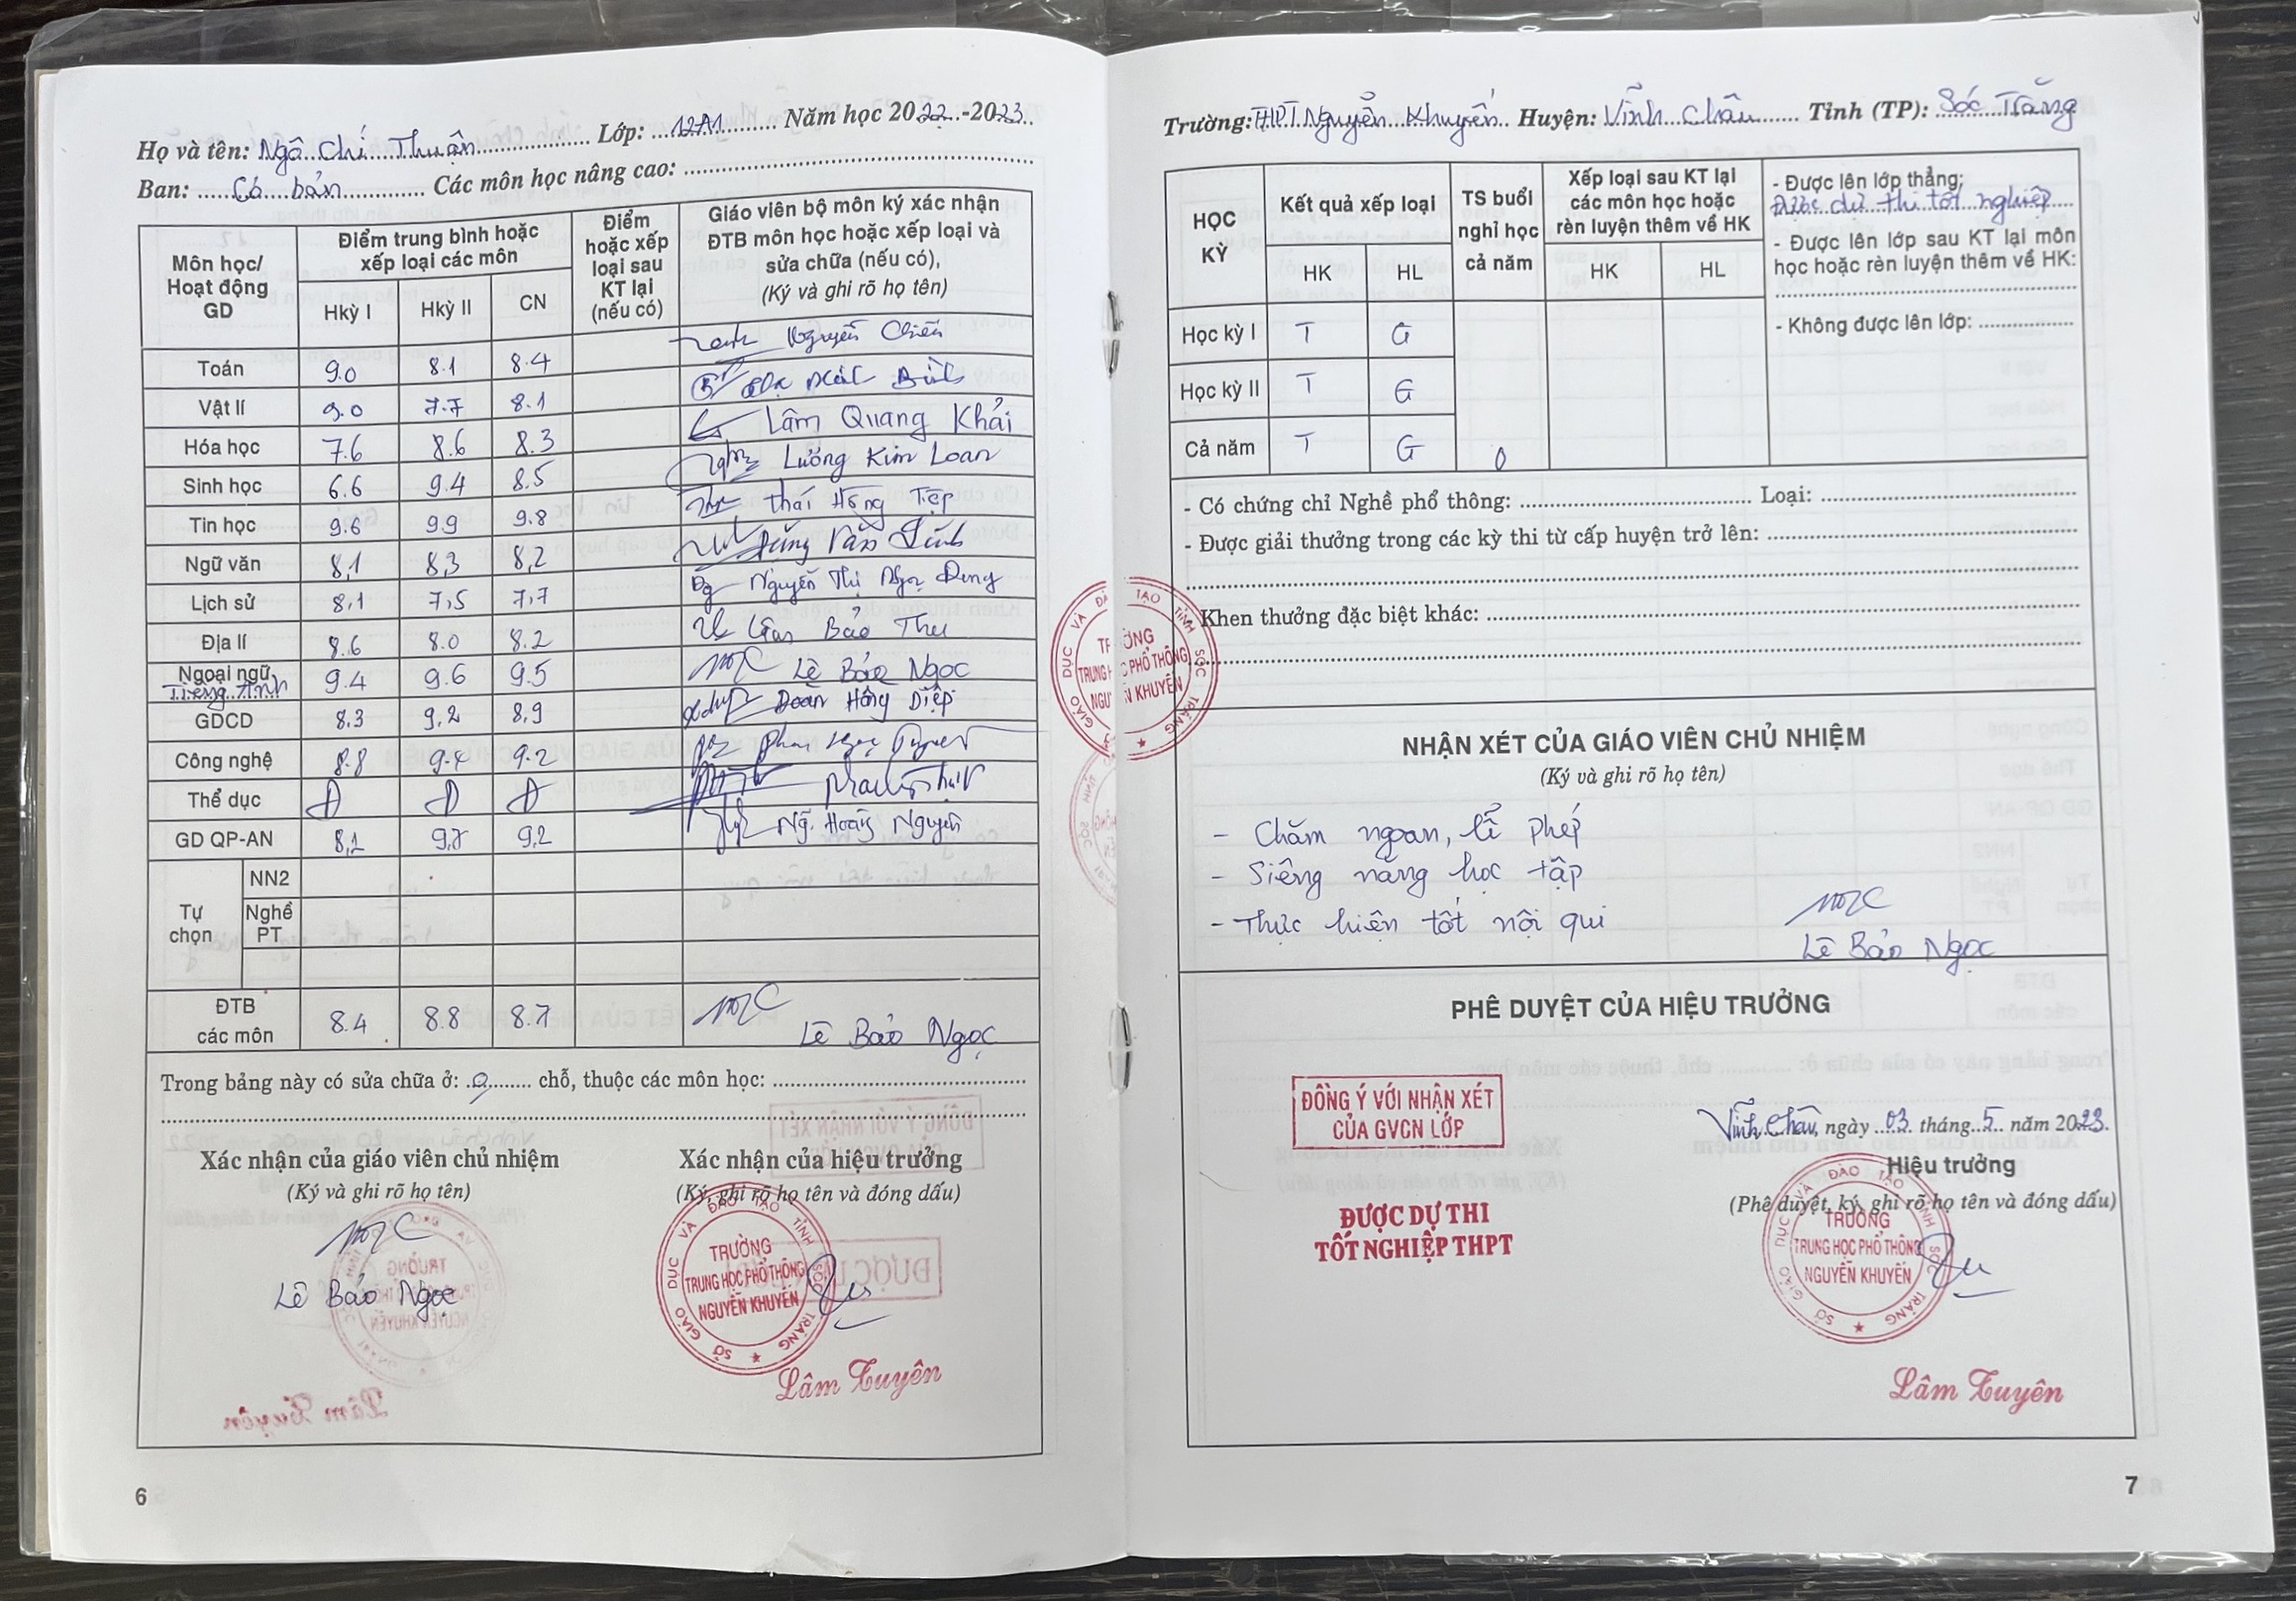 Họ và tên: Ngô Chí Thuân Lớp: 12A1 Năm học 2022-2023
Ban: Cơ bản Các môn học nâng cao:
Môn học/ Hoạt động GD | Điểm trung bình hoặc xếp loại các môn | Điểm hoặc xếp loại sau KT lại (nếu có) | Giáo viên bộ môn ký xác nhận ĐTB môn học hoặc xếp loại và sửa chữa (nếu có), (Ký và ghi rõ họ tên)
Hkỳ I | Hkỳ II | CN
Toán 9.0 8.1 8.4 Nguyễn Chiến
Vật lí 9.0 7.7 8.1
Hóa học 7.6 8.6 8.3 Lâm Quang Khải
Sinh học 6.6 9.4 8.5 Lương Kim Loan
Tin học 9.6 9.9 9.8 Thái Hồng Tiệp
Ngữ văn 8,1 8,3 8,2
Lịch sử 8,1 7,5 7,7 Nguyễn Thị Ngọc Dung
Địa lí 8.6 8.0 8.2 Lâm Bảo Thu
Ngoại ngữ Tiếng Anh 9.4 9.6 9.5 Lê Bảo Ngọc
GDCD 8.3 9,2 8,9 Đoàn Hồng Diệp
Công nghệ 8.8 9.4 9.2
Thể dục Đ Đ Đ
GD QP-AN 8,1 9,7 9,2 Ng. Hoàng Nguyên
Tự chọn
NN2
Nghề PT
ĐTB các môn 8.4 8.8 8.7 Lê Bảo Ngọc
Trong bảng này có sửa chữa ở: 0 chỗ, thuộc các môn học:
Xác nhận của giáo viên chủ nhiệm
(Ký và ghi rõ họ tên)
Lê Bảo Ngọc
Xác nhận của hiệu trưởng
(Ký, ghi rõ họ tên và đóng dấu)
SỞ GIÁO DỤC VÀ ĐÀO TẠO TỈNH SÓC TRĂNG
TRƯỜNG
TRUNG HỌC PHỔ THÔNG
NGUYỄN KHUYẾN
Lâm Tuyên
6
Trường: THPT Nguyễn Khuyến Huyện: Vĩnh Châu Tỉnh (TP): Sóc Trăng
HỌC KỲ | Kết quả xếp loại | TS buổi nghỉ học cả năm | Xếp loại sau KT lại các môn học hoặc rèn luyện thêm về HK
HK | HL | HK | HL
Học kỳ I T G
Học kỳ II T G
Cả năm T G 0
- Được lên lớp thẳng:
Được dự thi tốt nghiệp
- Được lên lớp sau KT lại môn
học hoặc rèn luyện thêm về HK:
- Không được lên lớp:
- Có chứng chỉ Nghề phổ thông: Loại:
- Được giải thưởng trong các kỳ thi từ cấp huyện trở lên:
- Khen thưởng đặc biệt khác:
SỞ GIÁO DỤC VÀ ĐÀO TẠO TỈNH SÓC TRĂNG
TRƯỜNG
TRUNG HỌC PHỔ THÔNG
NGUYỄN KHUYẾN
NHẬN XÉT CỦA GIÁO VIÊN CHỦ NHIỆM
(Ký và ghi rõ họ tên)
- Chăm ngoan, lễ phép
- Siêng năng học tập
- Thực hiện tốt nội qui
Lê Bảo Ngọc
PHÊ DUYỆT CỦA HIỆU TRƯỞNG
ĐỒNG Ý VỚI NHẬN XÉT
CỦA GVCN LỚP
ĐƯỢC DỰ THI
TỐT NGHIỆP THPT
Vĩnh Châu, ngày 03 tháng 5 năm 2023.
Hiệu trưởng
(Phê duyệt, ký, ghi rõ họ tên và đóng dấu)
SỞ GIÁO DỤC VÀ ĐÀO TẠO TỈNH SÓC TRĂNG
TRƯỜNG
TRUNG HỌC PHỔ THÔNG
NGUYỄN KHUYẾN
Lâm Tuyên
7